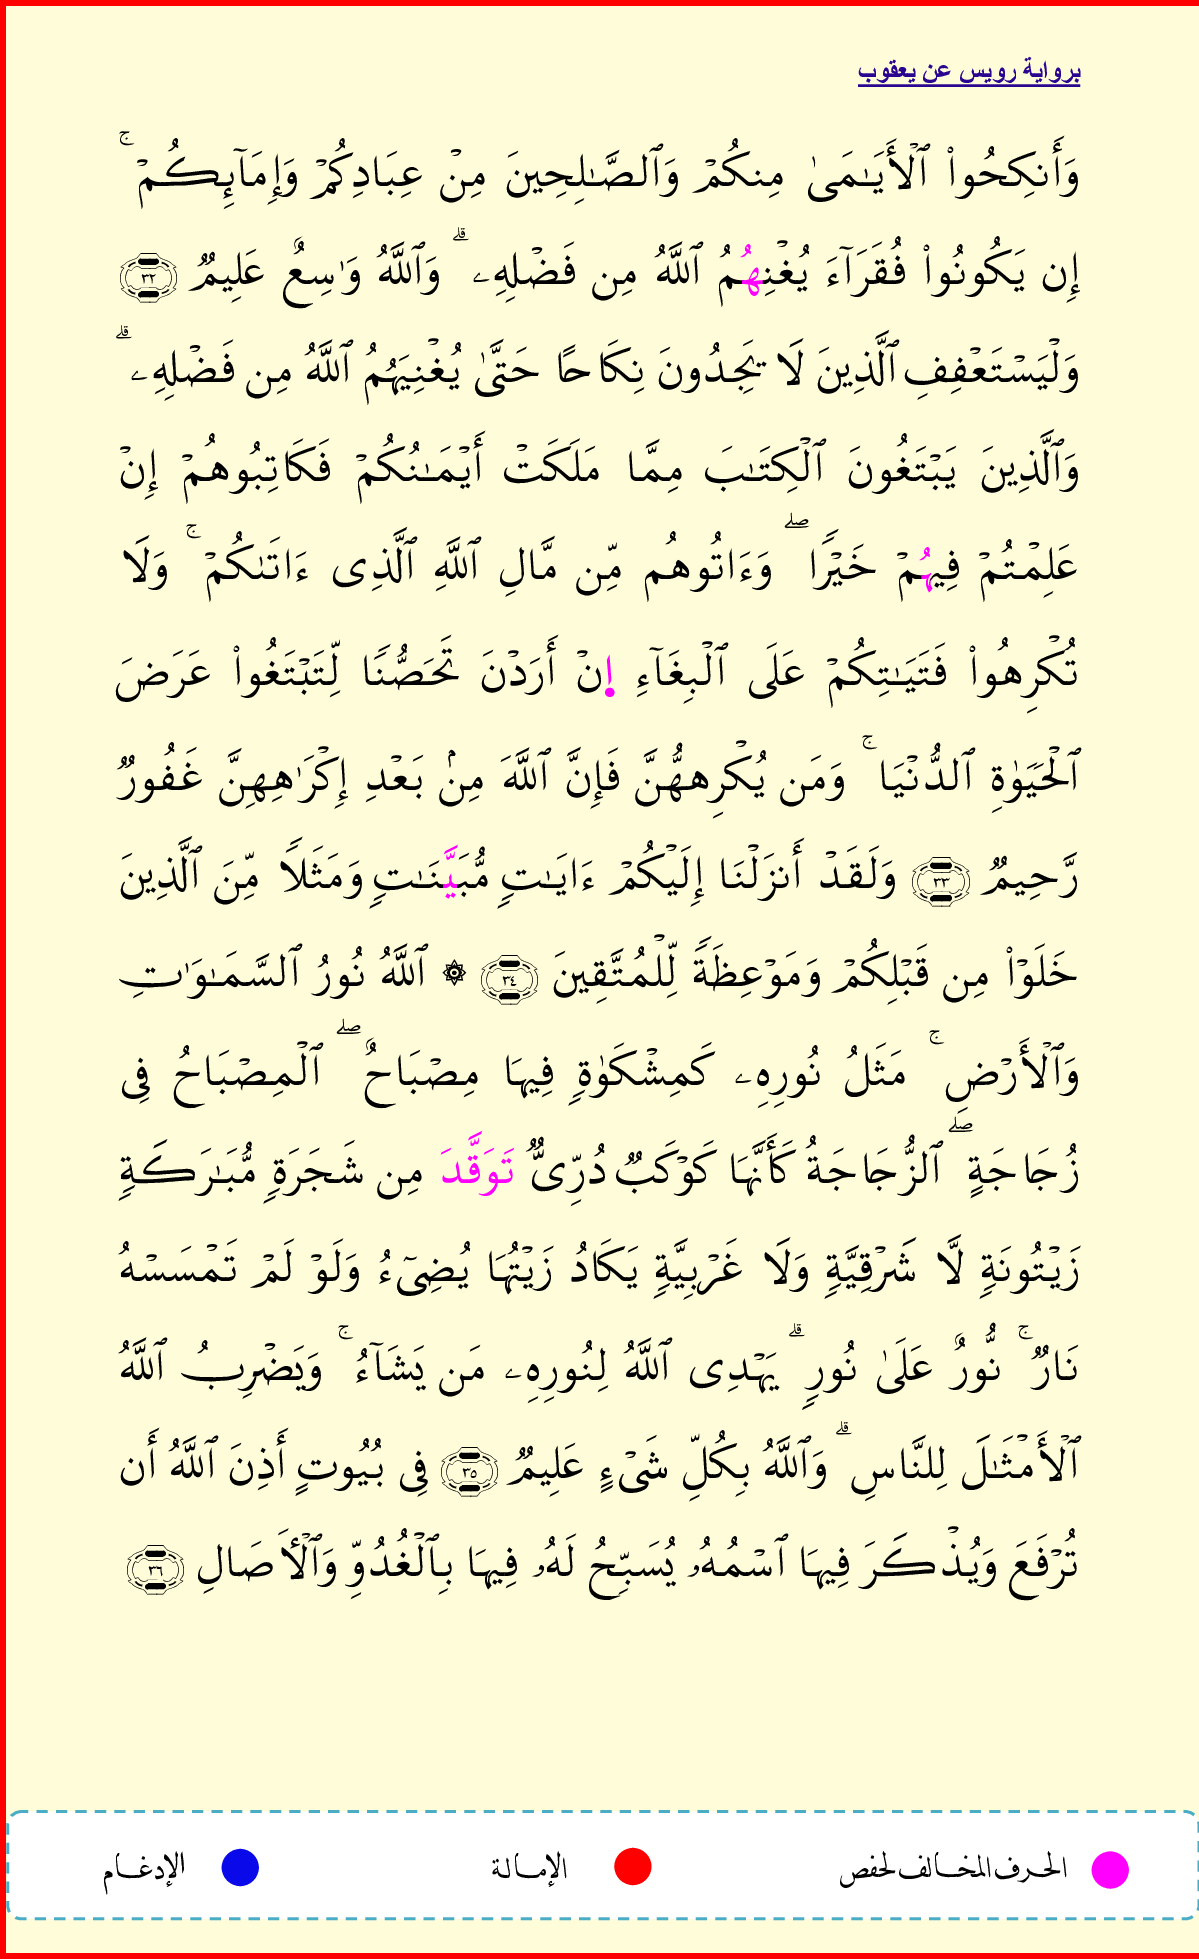 برواية رويس عن يعقوب
وَأَنكِحُوا۟ ٱلْأَيَـٰمَىٰ مِنكُمْ وَٱلصَّـٰلِحِينَ مِنْ عِبَادِكُمْ وَإِمَآئِكُمْ ۚ
إِن يَكُونُوا۟ فُقَرَآءَ يُغْنِهُمُ ٱللَّهُ مِن فَضْلِهِۦ ۗ وَٱللَّهُ وَٰسِعٌ عَلِيمٌ ٣٢
وَلْيَسْتَعْفِفِ ٱلَّذِينَ لَا يَجِدُونَ نِكَاحًا حَتَّىٰ يُغْنِيَهُمُ ٱللَّهُ مِن فَضْلِهِۦ ۗ
وَٱلَّذِينَ يَبْتَغُونَ ٱلْكِتَـٰبَ مِمَّا مَلَكَتْ أَيْمَـٰنُكُمْ فَكَاتِبُوهُمْ إِنْ
عَلِمْتُمْ فِيهُمْ خَيْرًا ۖ وَءَاتُوهُم مِّن مَّالِ ٱللَّهِ ٱلَّذِى ءَاتَىٰكُمْ ۚ وَلَا
تُكْرِهُوا۟ فَتَيَـٰتِكُمْ عَلَى ٱلْبِغَآءِ ا۪نْ أَرَدْنَ تَحَصُّنًا لِّتَبْتَغُوا۟ عَرَضَ
ٱلْحَيَوٰةِ ٱلدُّنْيَا ۚ وَمَن يُكْرِههُّنَّ فَإِنَّ ٱللَّهَ مِنۢ بَعْدِ إِكْرَٰهِهِنَّ غَفُورٌ
رَّحِيمٌ ٣٣ وَلَقَدْ أَنزَلْنَا إِلَيْكُمْ ءَايَـٰتٍ مُّبَيَّنَـٰتٍ وَمَثَلًا مِّنَ ٱلَّذِينَ
خَلَوْا۟ مِن قَبْلِكُمْ وَمَوْعِظَةً لِّلْمُتَّقِينَ ٣٤ ۞ ٱللَّهُ نُورُ ٱلسَّمَـٰوَٰتِ
وَٱلْأَرْضِ ۚ مَثَلُ نُورِهِۦ كَمِشْكَوٰةٍ فِيهَا مِصْبَاحٌ ۖ ٱلْمِصْبَاحُ فِى
زُجَاجَةٍ ۖ ٱلزُّجَاجَةُ كَأَنَّهَا كَوْكَبٌ دُرِّىٌّ تَوَقَّدَ مِن شَجَرَةٍ مُّبَـٰرَكَةٍ
زَيْتُونَةٍ لَّا شَرْقِيَّةٍ وَلَا غَرْبِيَّةٍ يَكَادُ زَيْتُهَا يُضِىٓءُ وَلَوْ لَمْ تَمْسَسْهُ
نَارٌ ۚ نُّورٌ عَلَىٰ نُورٍ ۗ يَهْدِى ٱللَّهُ لِنُورِهِۦ مَن يَشَآءُ ۚ وَيَضْرِبُ ٱللَّهُ
ٱلْأَمْثَـٰلَ لِلنَّاسِ ۗ وَٱللَّهُ بِكُلِّ شَىْءٍ عَلِيمٌ ٣٥ فِى بُيُوتٍ أَذِنَ ٱللَّهُ أَن
تُرْفَعَ وَيُذْكَرَ فِيهَا ٱسْمُهُۥ يُسَبِّحُ لَهُۥ فِيهَا بِٱلْغُدُوِّ وَٱلْـَٔاصَالِ ٣٦
الحرف المخالف لحفص الإمالة الإدغام